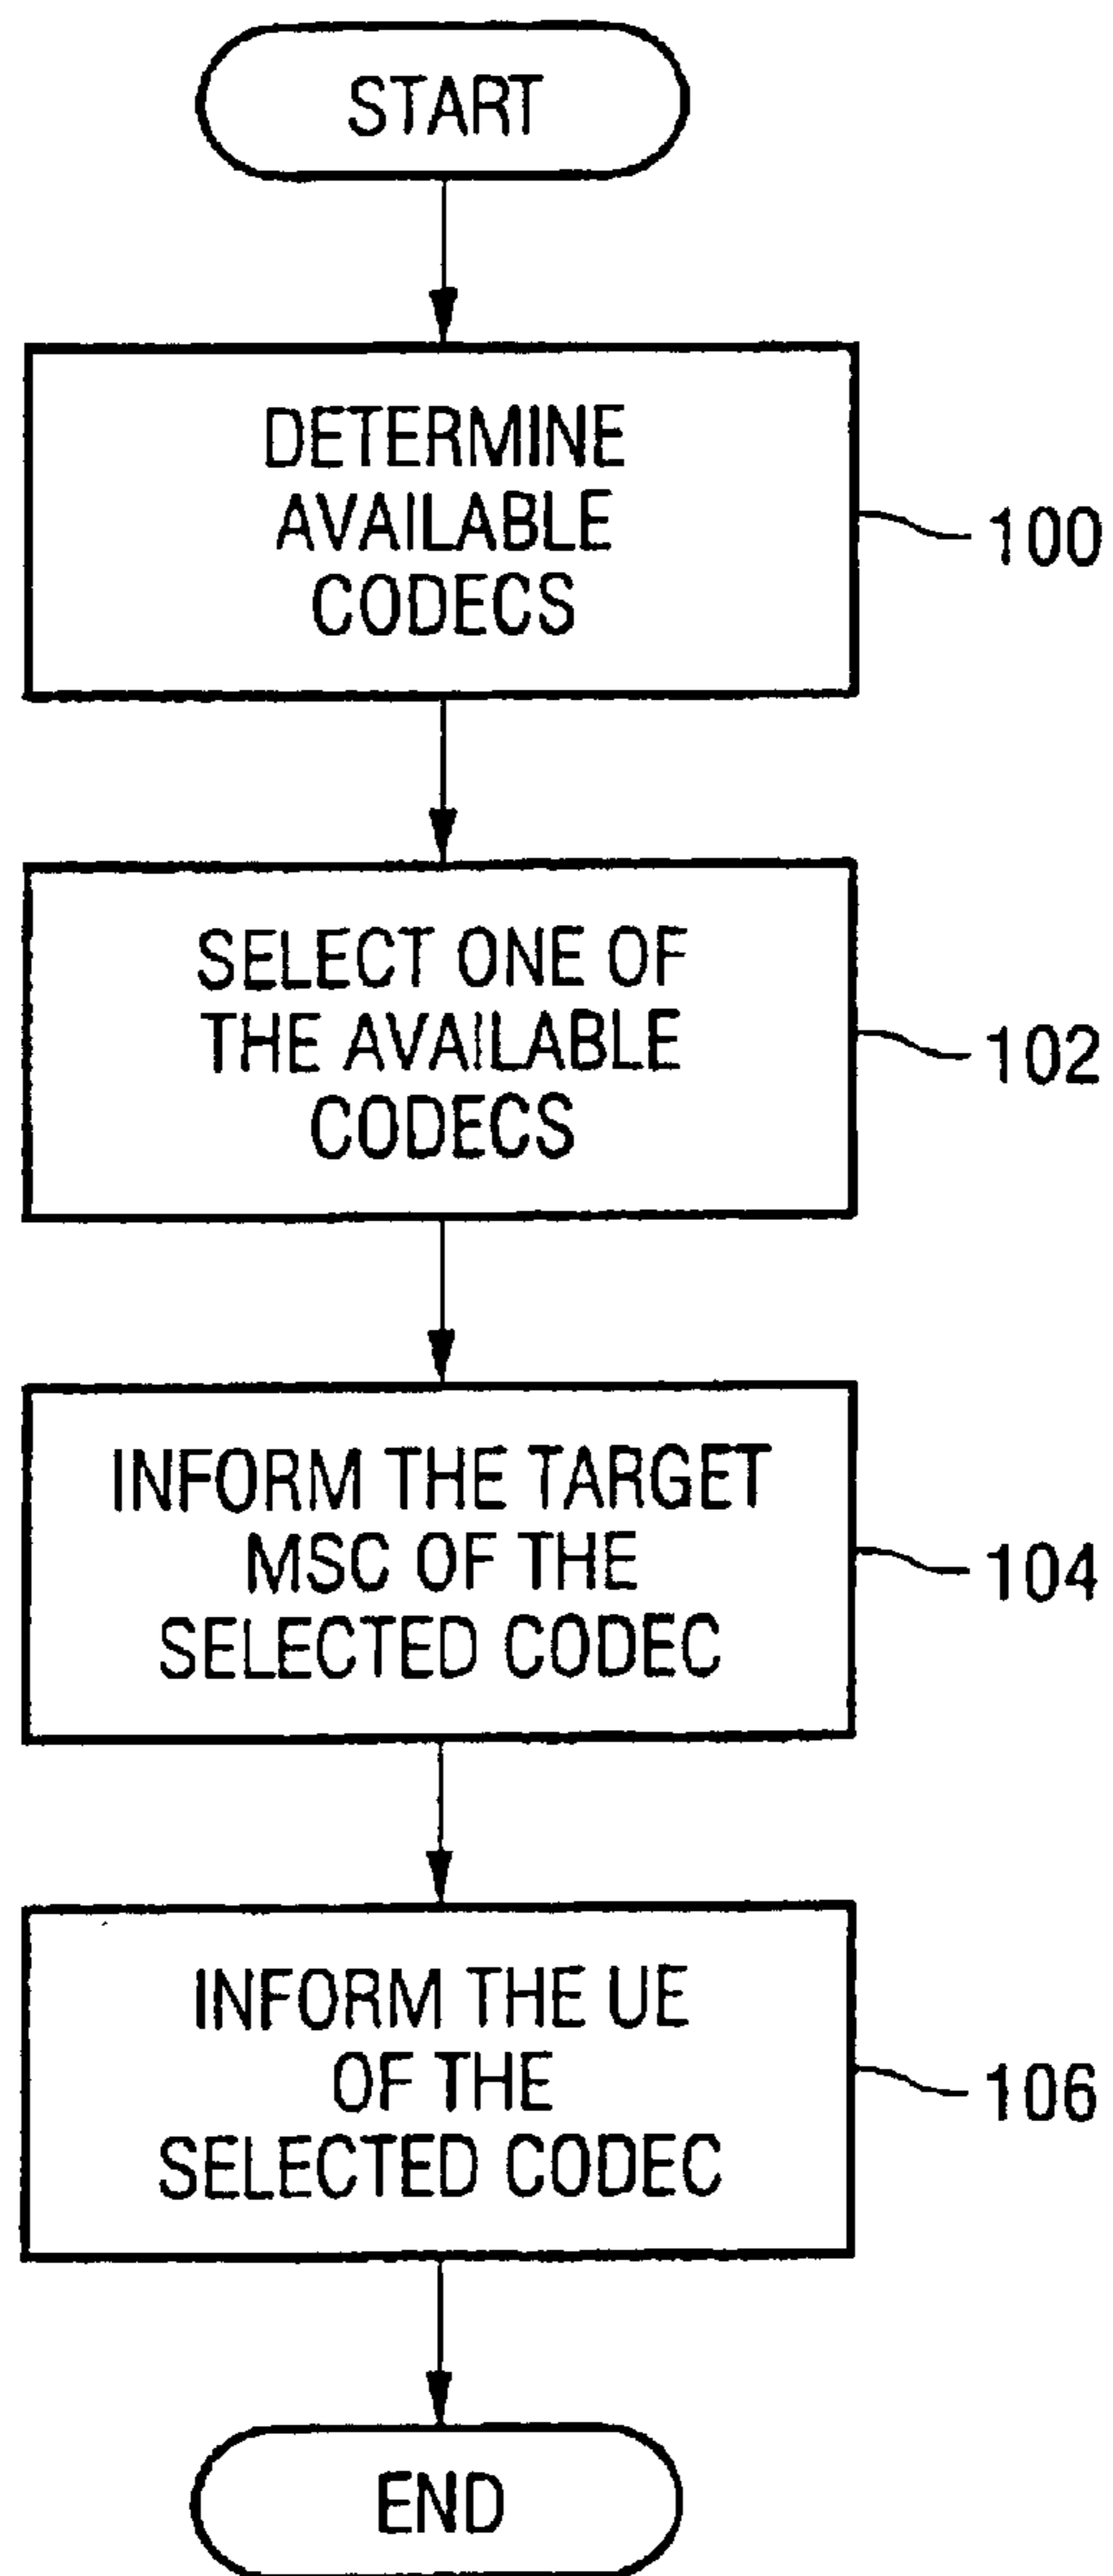 START
DETERMINE
AVAILABLE
CODECS
100
SELECT ONE OF
THE AVAILABLE
CODECS
102
INFORM THE TARGET
MSC OF THE
SELECTED CODEC
104
INFORM THE UE
OF THE
SELECTED CODEC
106
END